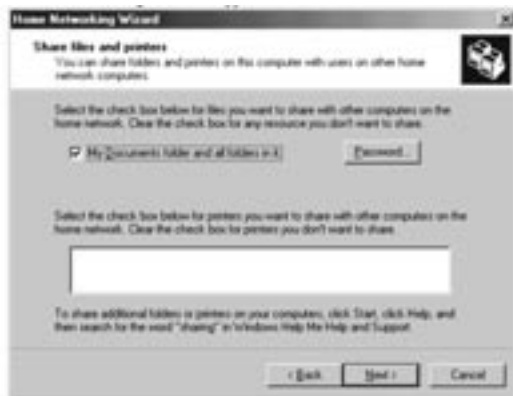 Home Networking Wizard
Share files and printers
You can share folders and printers on this computer with users on other home
network computers.
Select the check box below for files you want to share with other computers on the
home network. Clear the check box for any resource you don't want to share.
My Documents folder and all folders in it
Password...
Select the check box below for printers you want to share with other computers on the
home network. Clear the check box for printers you don't want to share.
To share additional folders or printers on your computers, click Start, click Help, and
then search for the word "sharing" in Windows Help Me Help and Support
< Back
Next >
Cancel